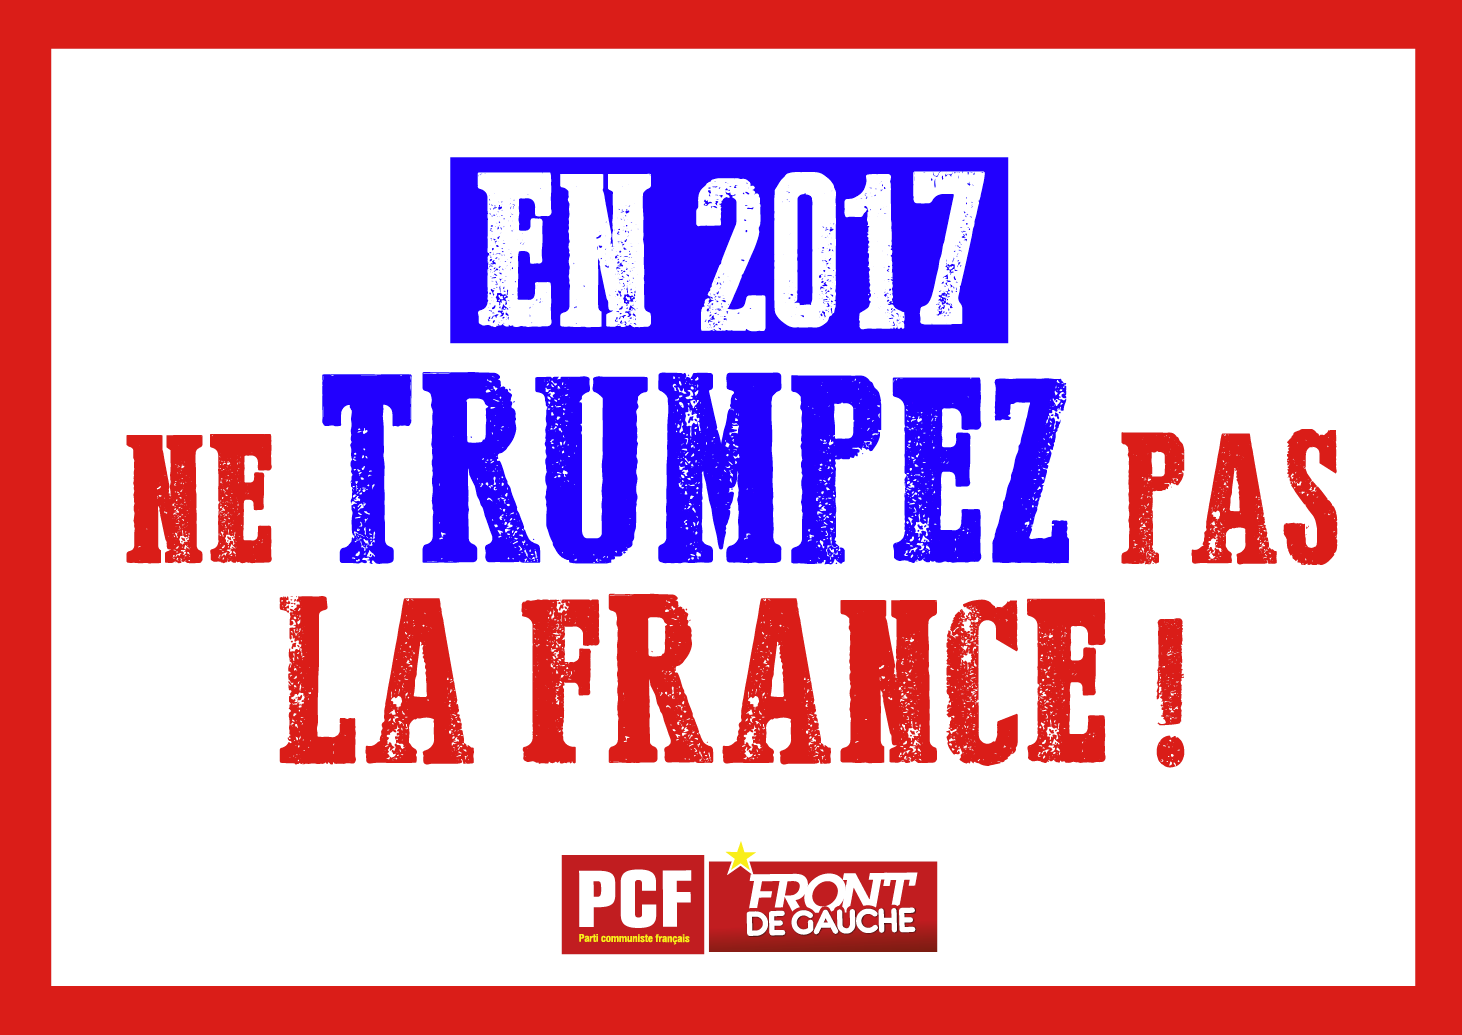 EN 2017
NE TRUMPEZ PAS
LA FRANCE !
PCF
Parti communiste français
FRONT
DE GAUCHE